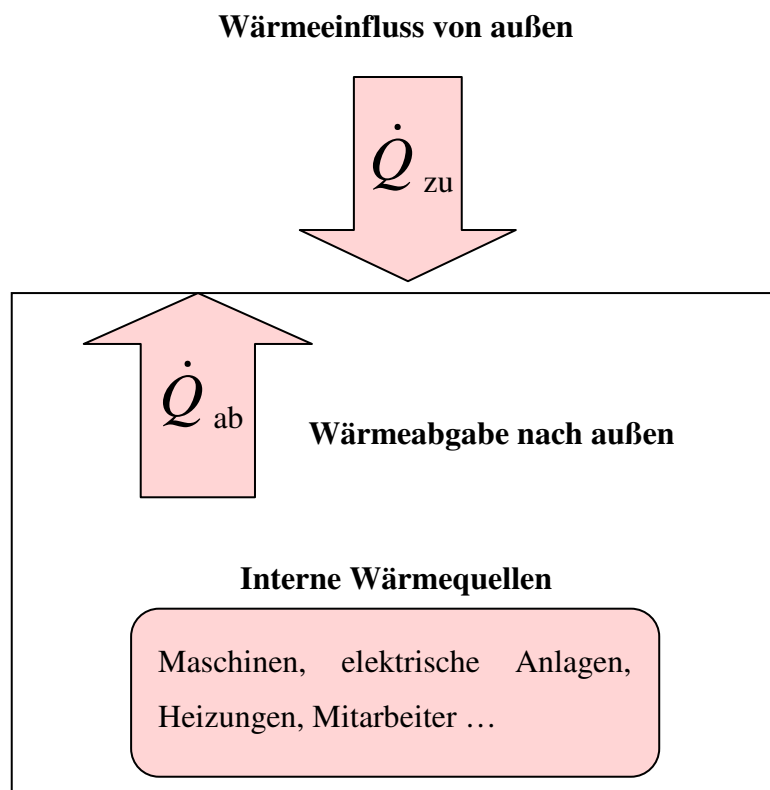 Wärmeeinfluss von außen
Q̇ zu
Q̇ ab
Wärmeabgabe nach außen
Interne Wärmequellen
Maschinen, elektrische Anlagen,
Heizungen, Mitarbeiter …